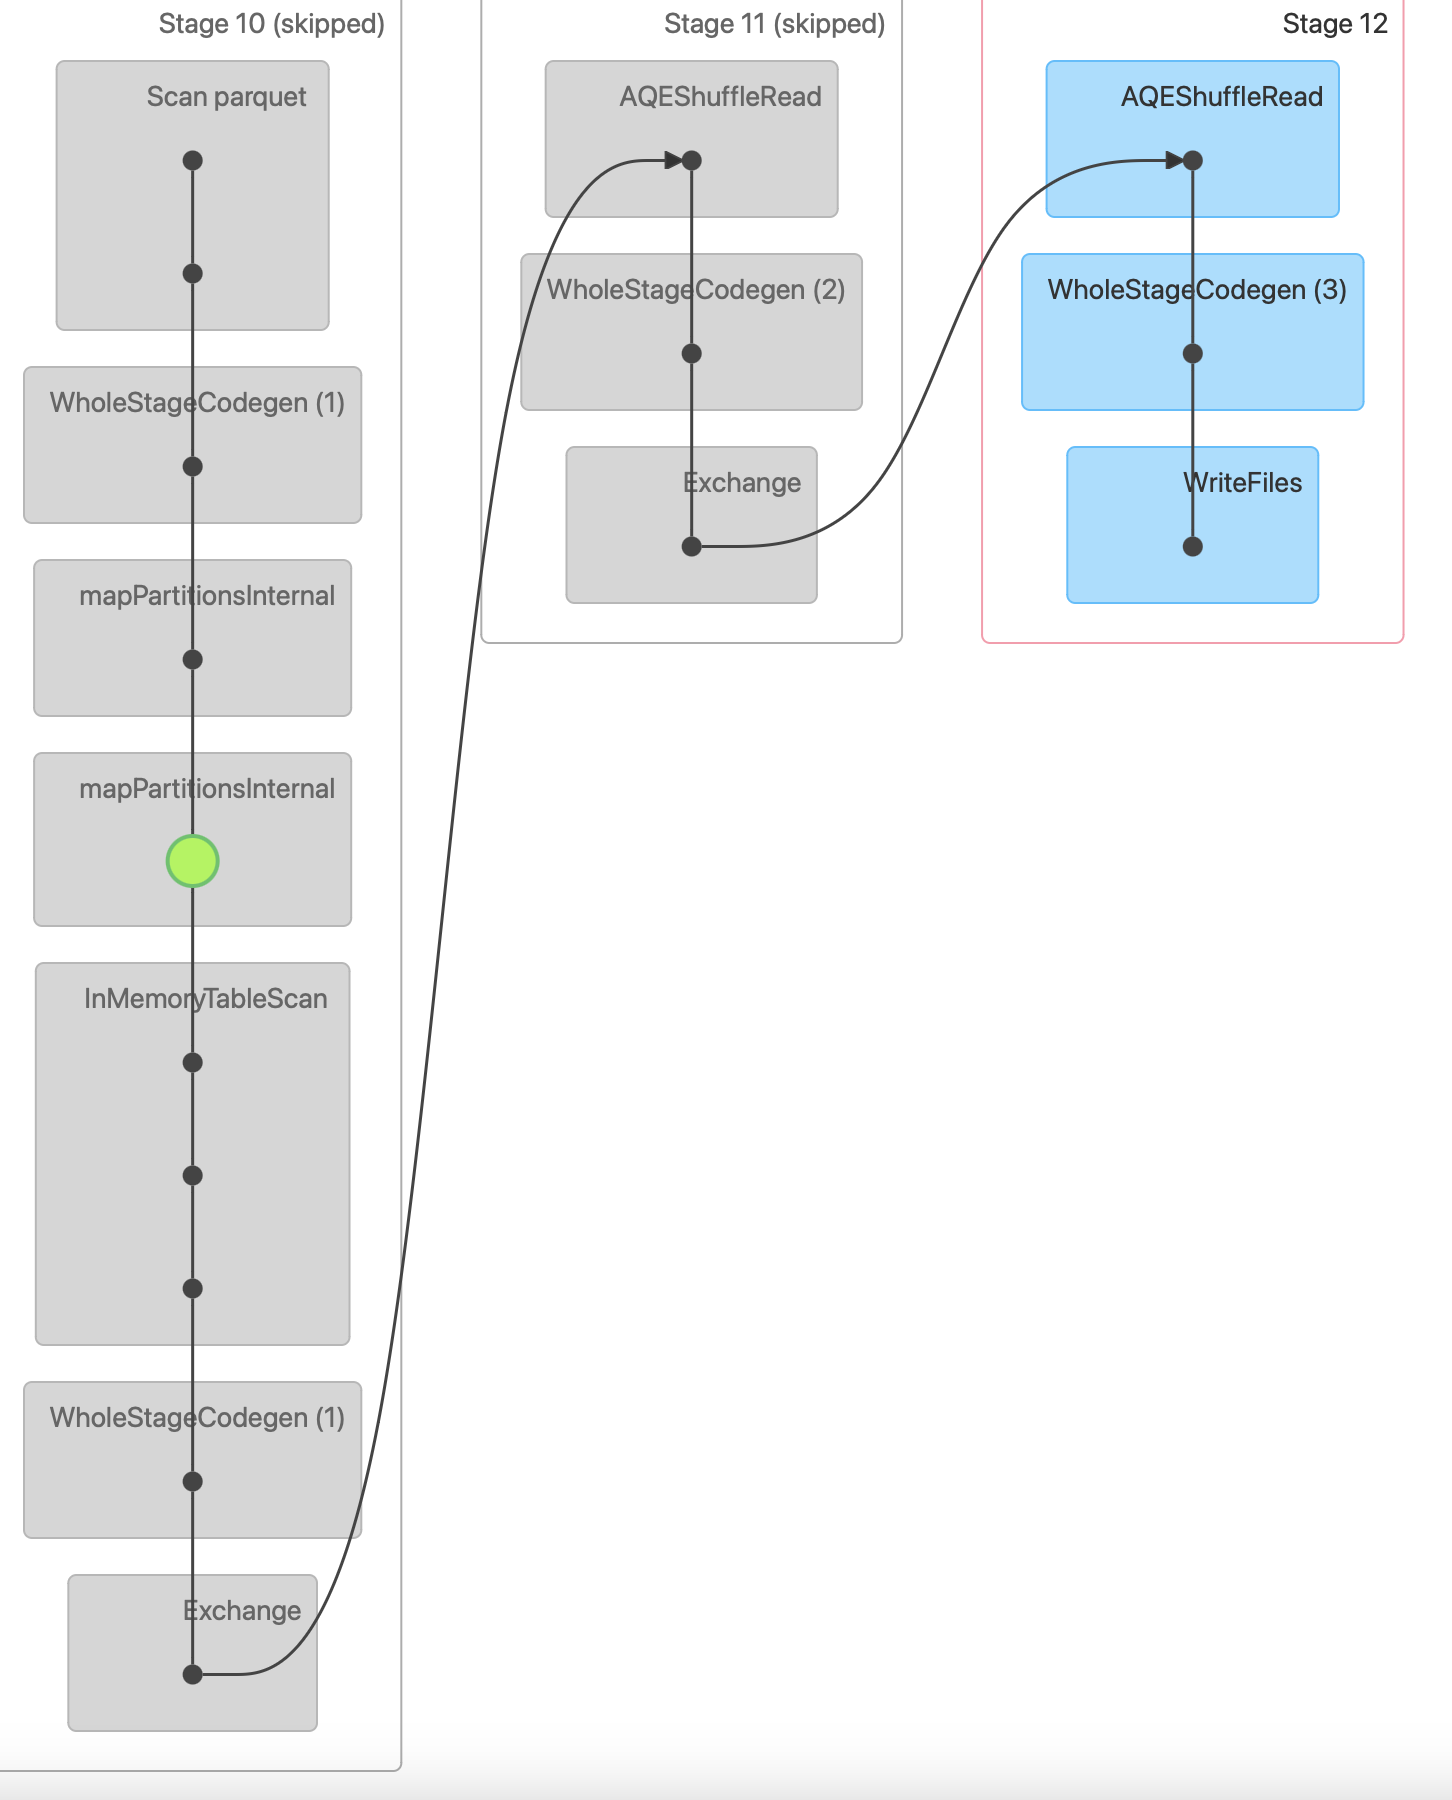 Stage 10 (skipped)
Scan parquet
WholeStageCodegen (1)
mapPartitionsInternal
mapPartitionsInternal
InMemoryTableScan
WholeStageCodegen (1)
Exchange
Stage 11 (skipped)
AQEShuffleRead
WholeStageCodegen (2)
Exchange
Stage 12
AQEShuffleRead
WholeStageCodegen (3)
WriteFiles